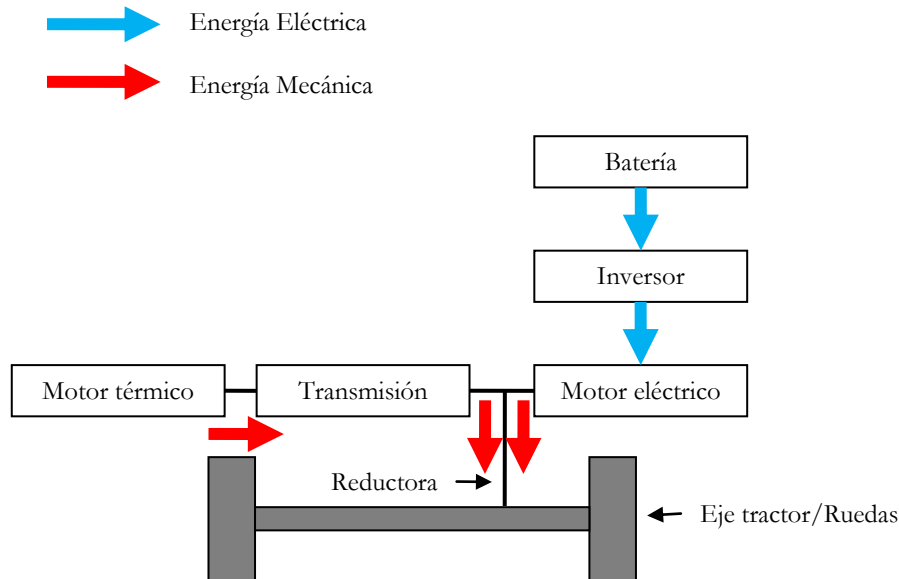 Energía Eléctrica
Energía Mecánica
Batería
Inversor
Motor térmico
Transmisión
Motor eléctrico
Reductora
Eje tractor/Ruedas